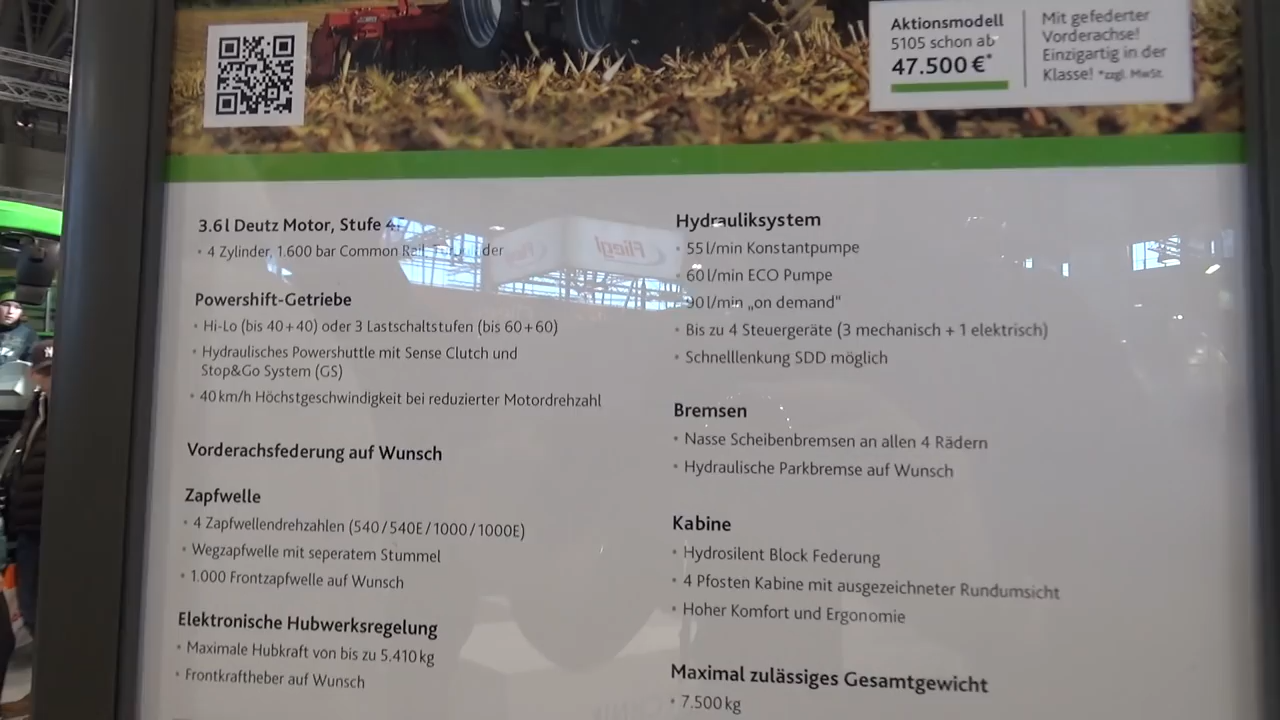 Aktionsmodell
5105 schon ab
47.500 €*
Mit gefederter
Vorderachse!
Einzigartig in der
Klasse! *zzgl. MwSt.
3.6 l Deutz Motor, Stufe
• 4 Zylinder, 1.600 bar Common Rail,
Powershift-Getriebe
• Hi-Lo (bis 40+40) oder 3 Lastschaltstufen (bis 60+60)
• Hydraulisches Powershuttle mit Sense Clutch und
Stop&Go System (GS)
• 40 km/h Höchstgeschwindigkeit bei reduzierter Motordrehzahl
Vorderachsfederung auf Wunsch
Zapfwelle
• 4 Zapfwellendrehzahlen (540/540E/1000/1000E)
• Wegzapfwelle mit seperatem Stummel
• 1.000 Frontzapfwelle auf Wunsch
Elektronische Hubwerksregelung
• Maximale Hubkraft von bis zu 5.410 kg
• Frontkraftheber auf Wunsch
Hydrauliksystem
• 55 l/min Konstantpumpe
• 60 l/min ECO Pumpe
90 l/min „on demand"
• Bis zu 4 Steuergeräte (3 mechanisch + 1 elektrisch)
• Schnelllenkung SDD möglich
Bremsen
• Nasse Scheibenbremsen an allen 4 Rädern
• Hydraulische Parkbremse auf Wunsch
Kabine
• Hydrosilent Block Federung
• 4 Pfosten Kabine mit ausgezeichneter Rundumsicht
• Hoher Komfort und Ergonomie
Maximal zulässiges Gesamtgewicht
• 7.500 kg
Fliegl